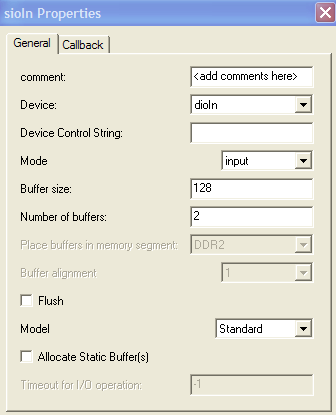 sioIn Properties
General Callback
comment: <add comments here>
Device: dioIn
Device Control String:
Mode input
Buffer size: 128
Number of buffers: 2
Place buffers in memory segment: DDR2
Buffer alignment 1
Flush
Model Standard
Allocate Static Buffer(s)
Timeout for I/O operation: -1